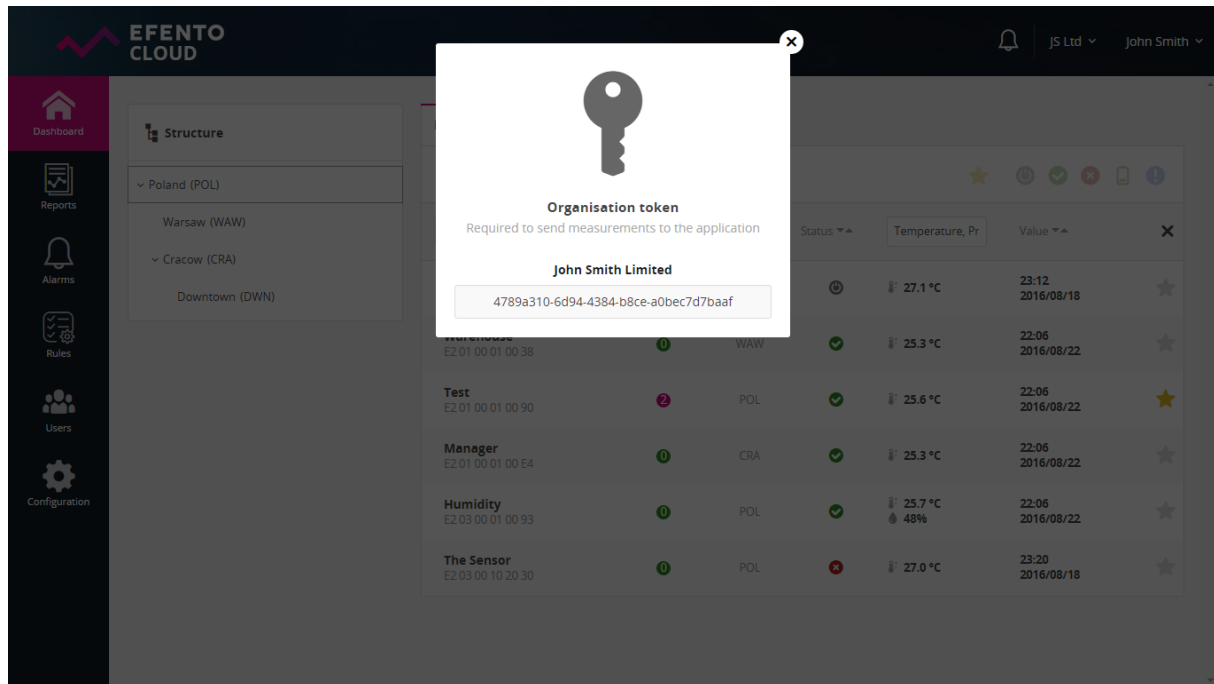 EFENTO
CLOUD
JS Ltd
John Smith
Dashboard
Reports
Alarms
Rules
Users
Configuration
Structure
Poland (POL)
Warsaw (WAW)
Cracow (CRA)
Downtown (DWN)
Organisation token
Required to send measurements to the application
John Smith Limited
4789a310-6d94-4384-b8ce-a0bec7d7baaf
Status Temperature, Pr Value
27.1 °C 23:12
2016/08/18
Warehouse
E2 01 00 01 00 38
0 WAW 25.3 °C 22:06
2016/08/22
Test
E2 01 00 01 00 90
2 POL 25.6 °C 22:06
2016/08/22
Manager
E2 01 00 01 00 E4
0 CRA 25.3 °C 22:06
2016/08/22
Humidity
E2 03 00 01 00 93
0 POL 25.7 °C 22:06
48% 2016/08/22
The Sensor
E2 03 00 10 20 30
0 POL 27.0 °C 23:20
2016/08/18